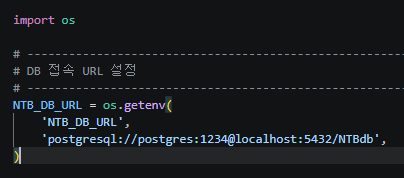 import os
# ----------------------------------------------------
# DB 접속 URL 설정
# ----------------------------------------------------
NTB_DB_URL = os.getenv(
    'NTB_DB_URL',
    'postgresql://postgres:1234@localhost:5432/NTBdb',
)